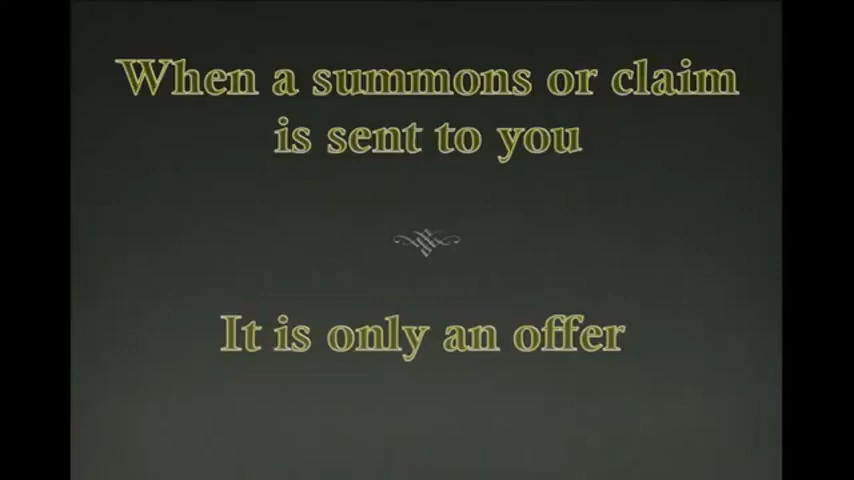 When a summons or claim
is sent to you
It is only an offer